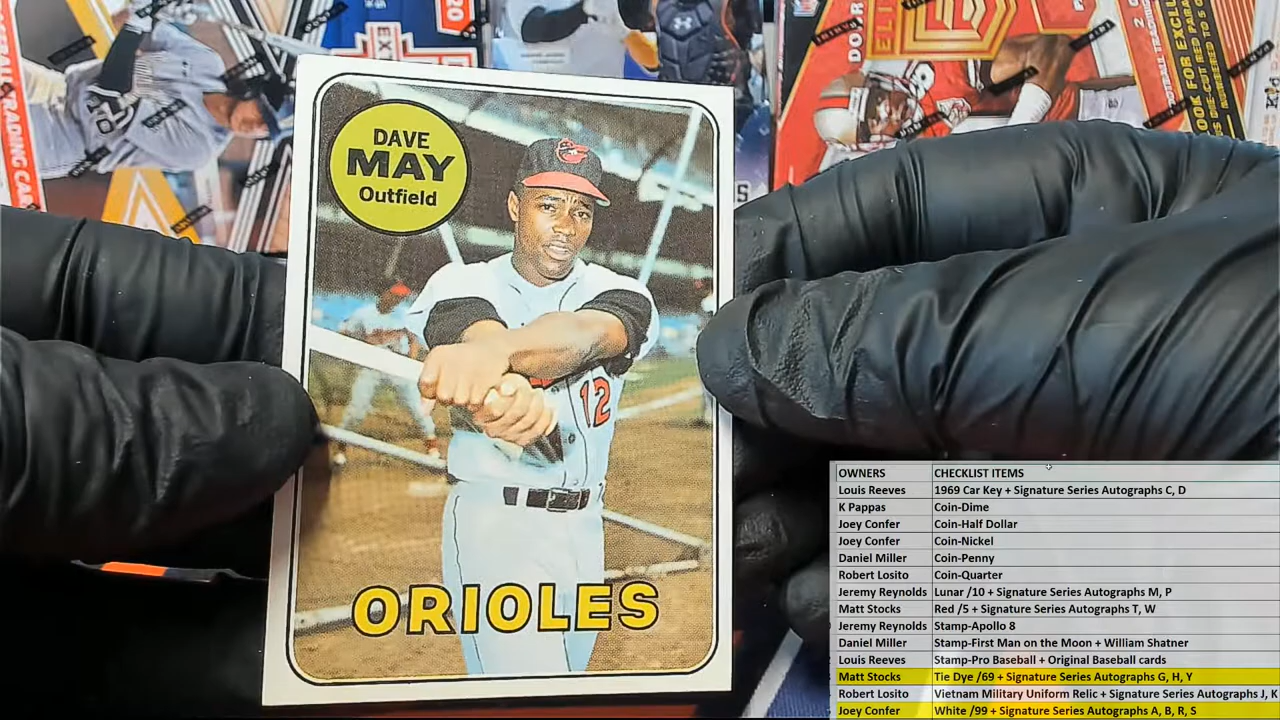 DAVE
MAY
Outfield
12
ORIOLES
OWNERS CHECKLIST ITEMS
Louis Reeves 1969 Car Key + Signature Series Autographs C, D
K Pappas Coin-Dime
Joey Confer Coin-Half Dollar
Joey Confer Coin-Nickel
Daniel Miller Coin-Penny
Robert Losito Coin-Quarter
Jeremy Reynolds Lunar /10 + Signature Series Autographs M, P
Matt Stocks Red /5 + Signature Series Autographs T, W
Jeremy Reynolds Stamp-Apollo 8
Daniel Miller Stamp-First Man on the Moon + William Shatner
Louis Reeves Stamp-Pro Baseball + Original Baseball cards
Matt Stocks Tie Dye /69 + Signature Series Autographs G, H, Y
Robert Losito Vietnam Military Uniform Relic + Signature Series Autographs J, K
Joey Confer White /99 + Signature Series Autographs A, B, R, S